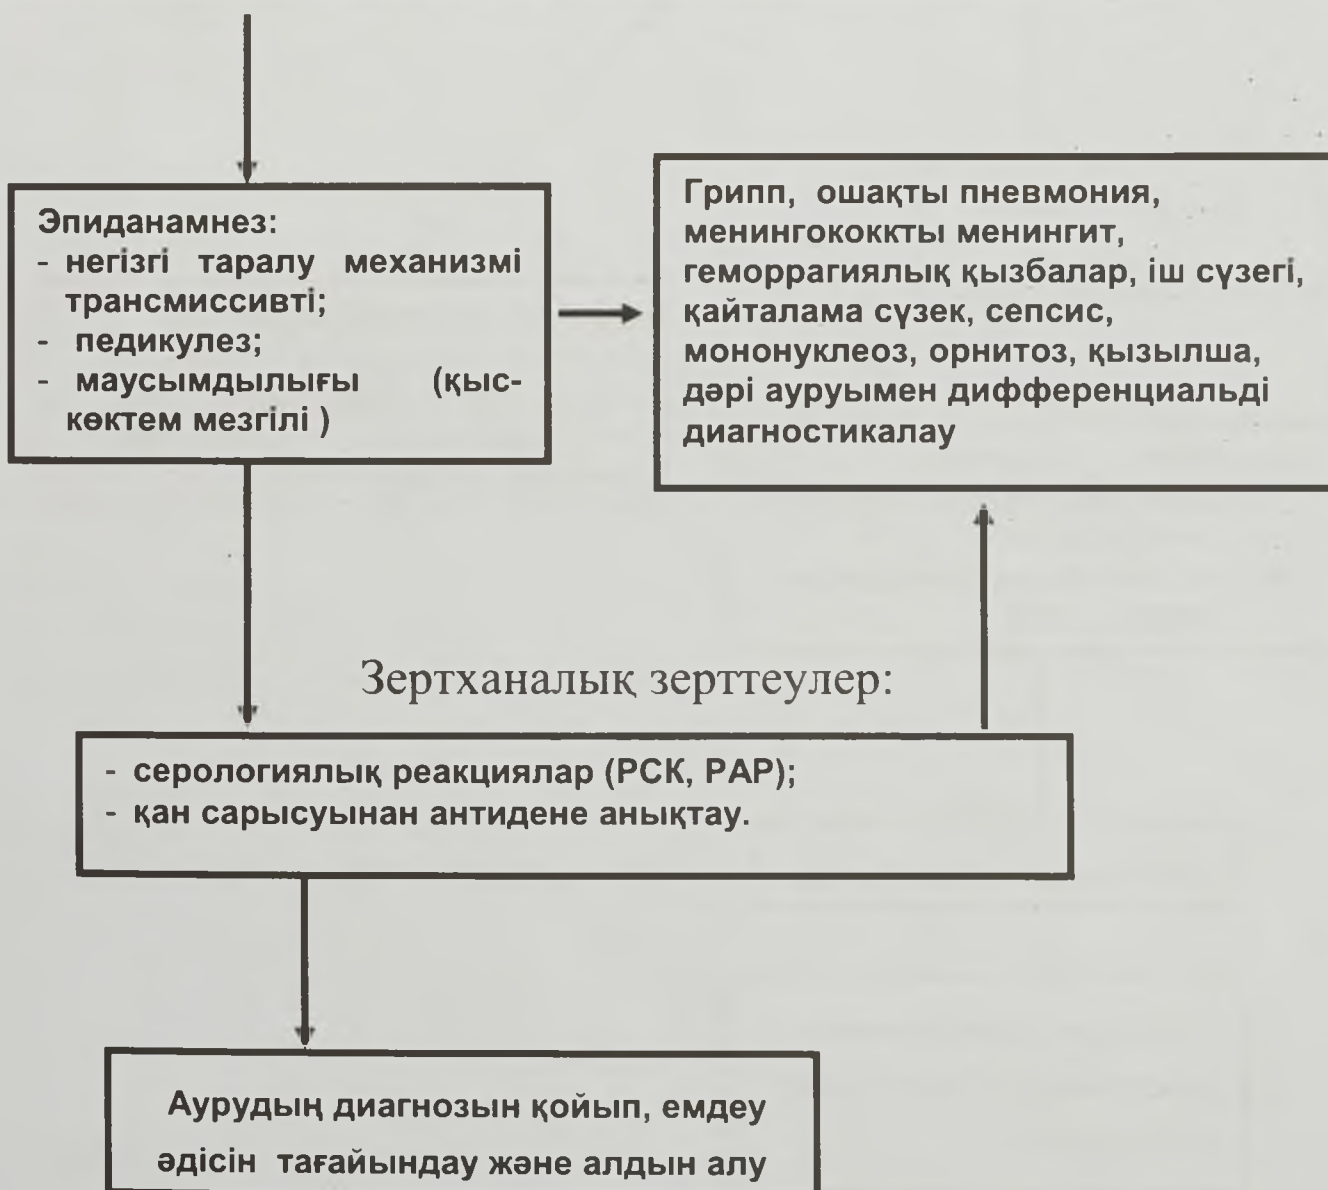 Эпиданамнез:
- негізгі таралу механизмі
трансмиссивті;
- педикулез;
- маусымдылығы (қыс-
көктем мезгілі )
Грипп, ошақты пневмония,
менингококкты менингит,
геморрагиялық қызбалар, іш сүзегі,
қайталама сүзек, сепсис,
мононуклеоз, орнитоз, қызылша,
дәрі ауруымен дифференциальді
диагностикалау
Зертханалық зерттеулер:
- серологиялық реакциялар (РСК, РАР);
- қан сарысуынан антидене анықтау.
Аурудың диагнозын қойып, емдеу
әдісін тағайындау және алдын алу